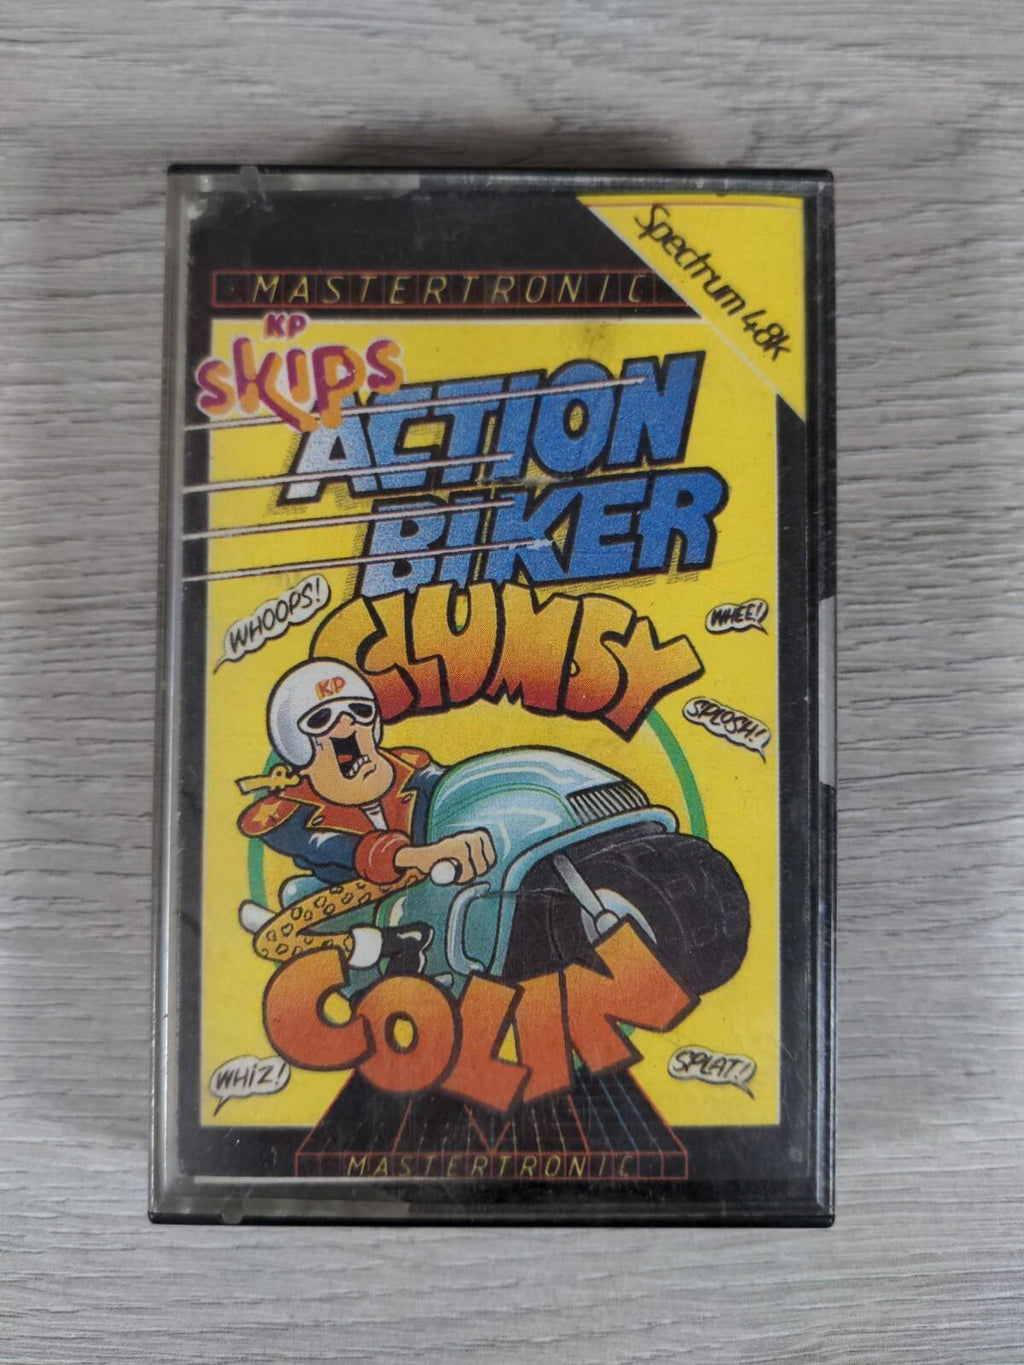 Spectrum 48k
MASTERTRONIC
KP
skips
ACTION
BIKER
WHOOPS!
CLUMSY
WHEE!
KP
SPLOSH!
COLIN
WHIZ!
SPLAT!
MASTERTRONIC